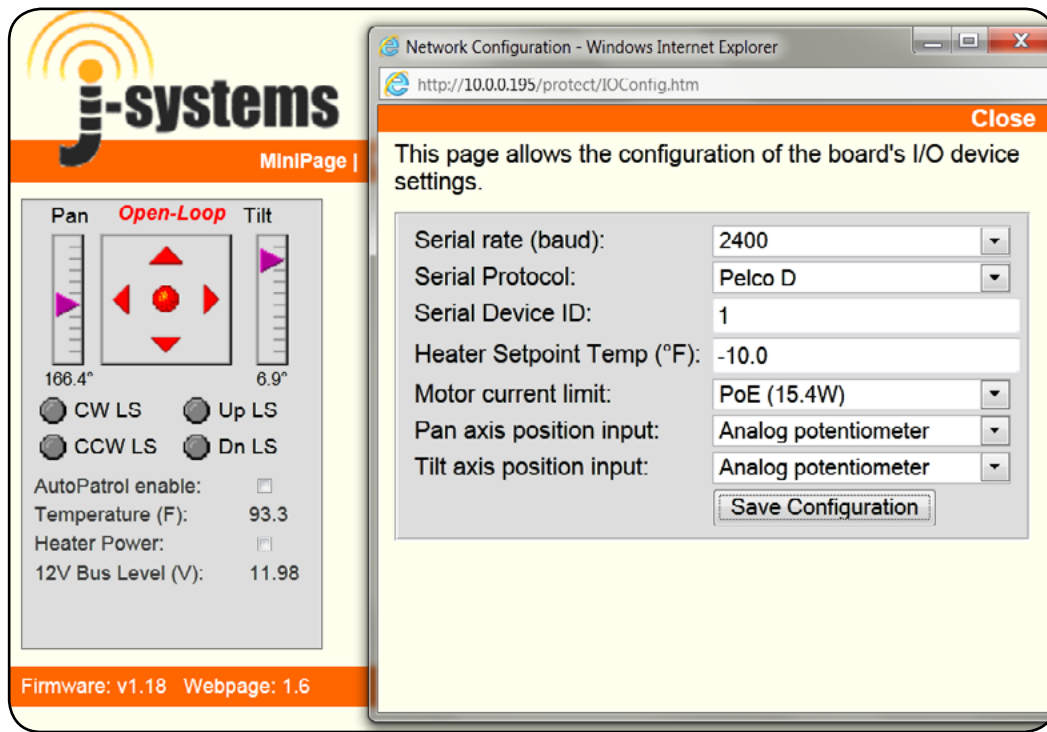 j-systems
MiniPage |
Pan Open-Loop Tilt
166.4° 6.9°
CW LS Up LS
CCW LS Dn LS
AutoPatrol enable:
Temperature (F): 93.3
Heater Power:
12V Bus Level (V): 11.98
Firmware: v1.18 Webpage: 1.6
Network Configuration - Windows Internet Explorer
http://10.0.0.195/protect/IOConfig.htm
Close
This page allows the configuration of the board's I/O device
settings.
Serial rate (baud): 2400
Serial Protocol: Pelco D
Serial Device ID: 1
Heater Setpoint Temp (°F): -10.0
Motor current limit: PoE (15.4W)
Pan axis position input: Analog potentiometer
Tilt axis position input: Analog potentiometer
Save Configuration